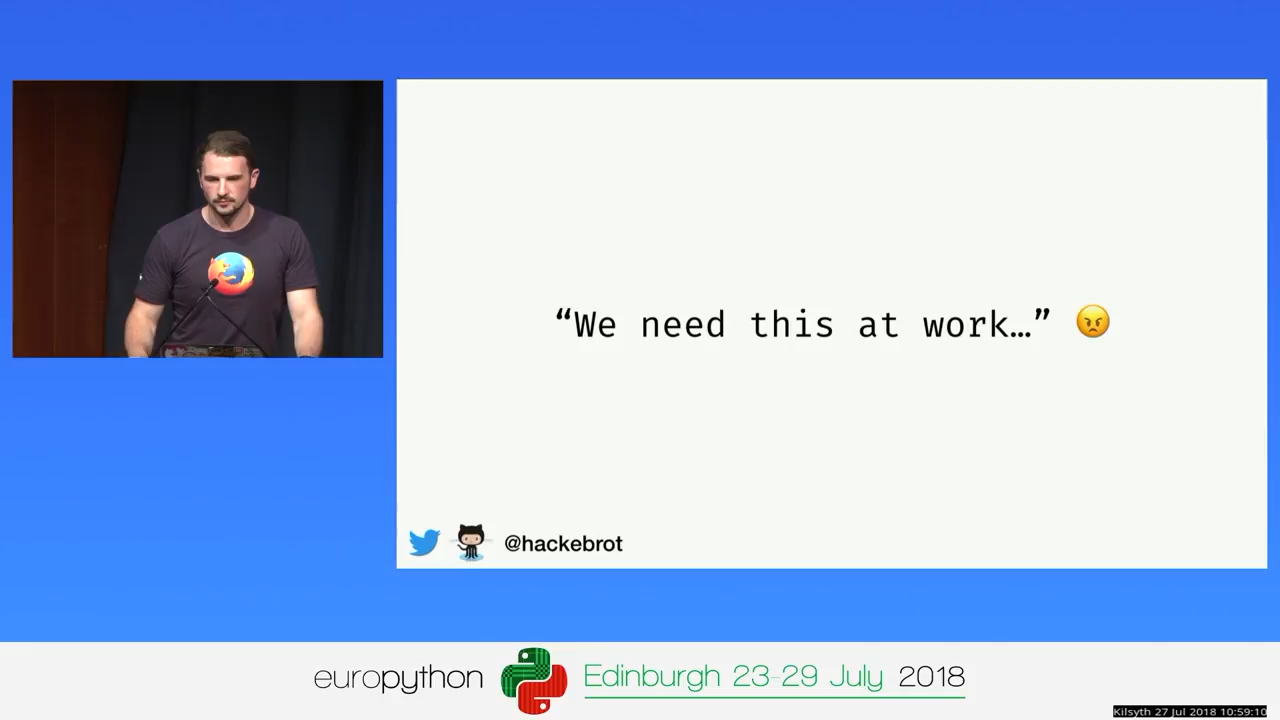 “We need this at work…” 😠
@hackebrot
europython Edinburgh 23-29 July 2018
Kilsyth 27 Jul 2018 10:59:10